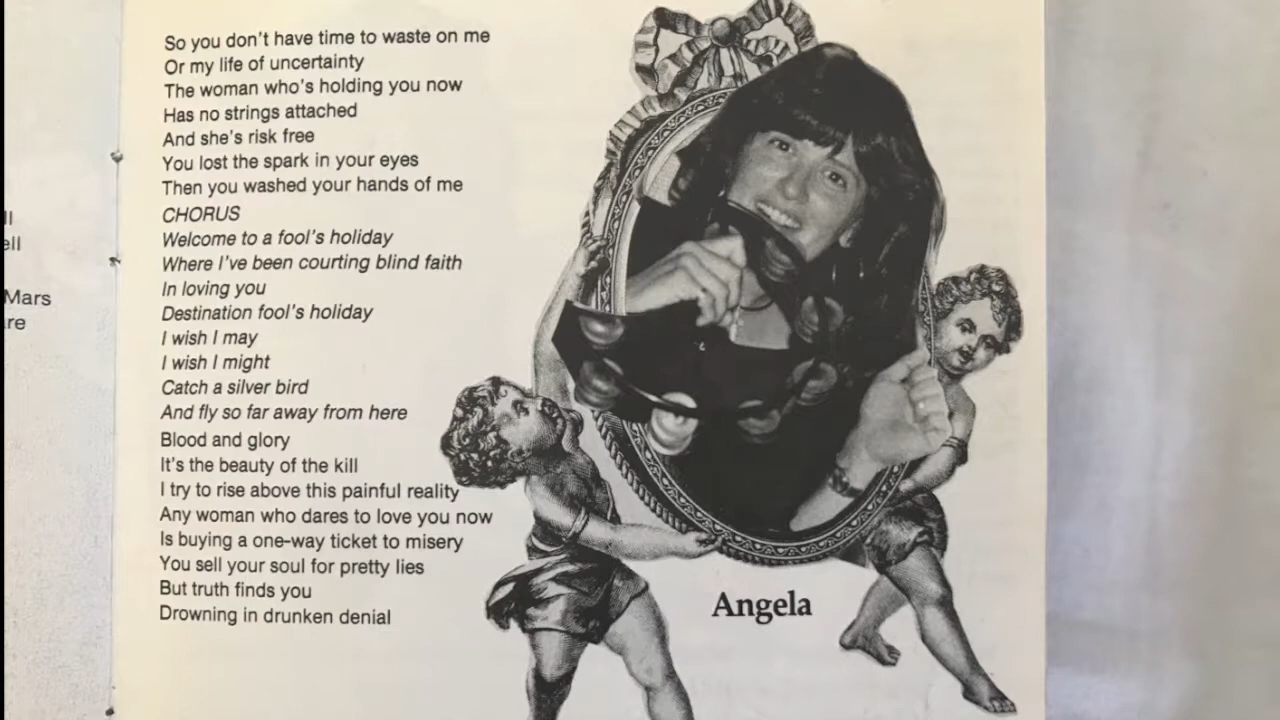 So you don't have time to waste on me
Or my life of uncertainty
The woman who's holding you now
Has no strings attached
And she's risk free
You lost the spark in your eyes
Then you washed your hands of me
CHORUS
Welcome to a fool's holiday
Where I've been courting blind faith
In loving you
Destination fool's holiday
I wish I may
I wish I might
Catch a silver bird
And fly so far away from here
Blood and glory
It's the beauty of the kill
I try to rise above this painful reality
Any woman who dares to love you now
Is buying a one-way ticket to misery
You sell your soul for pretty lies
But truth finds you
Drowning in drunken denial
Angela
Mars